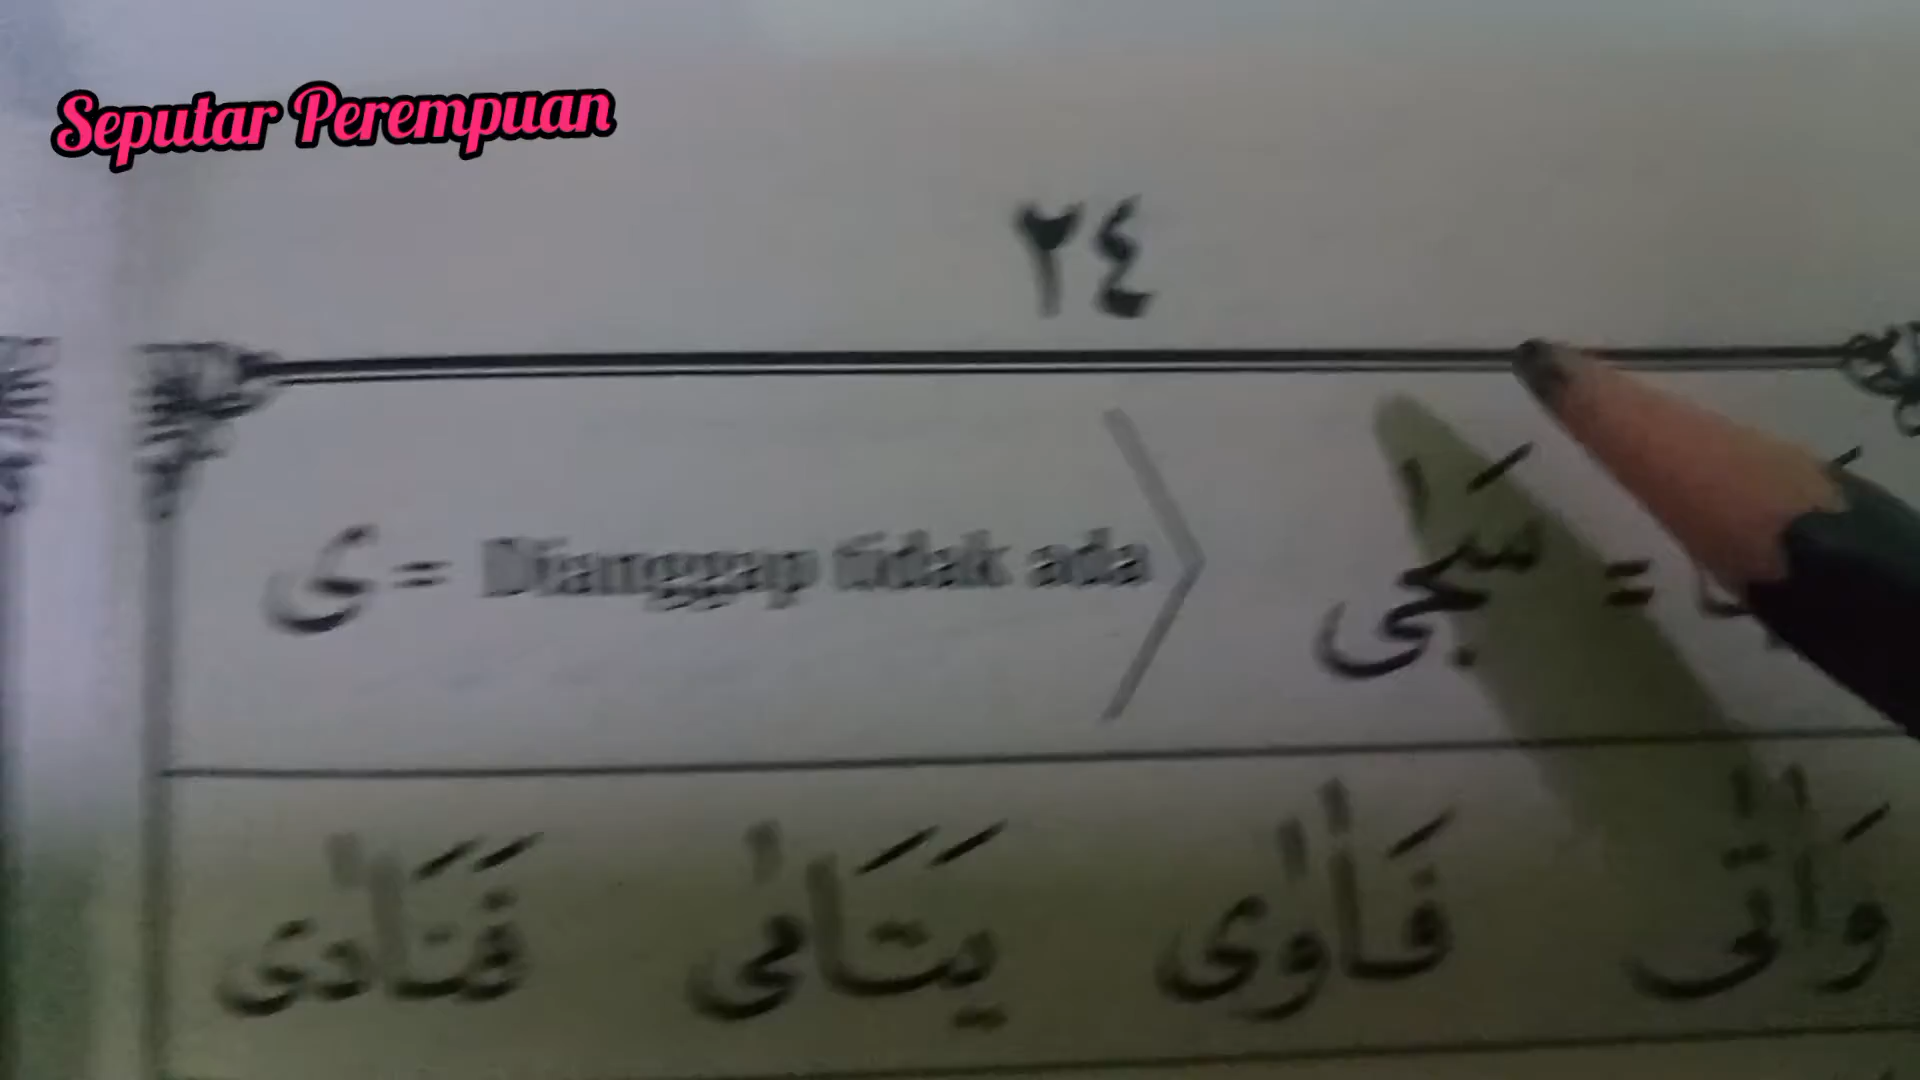 Seputar Perempuan
٢٤
سَجٰى =
ى = Dianggap tidak ada
وَاٰتٰى فَاٰوٰى يَتَامٰى فَنَادٰى